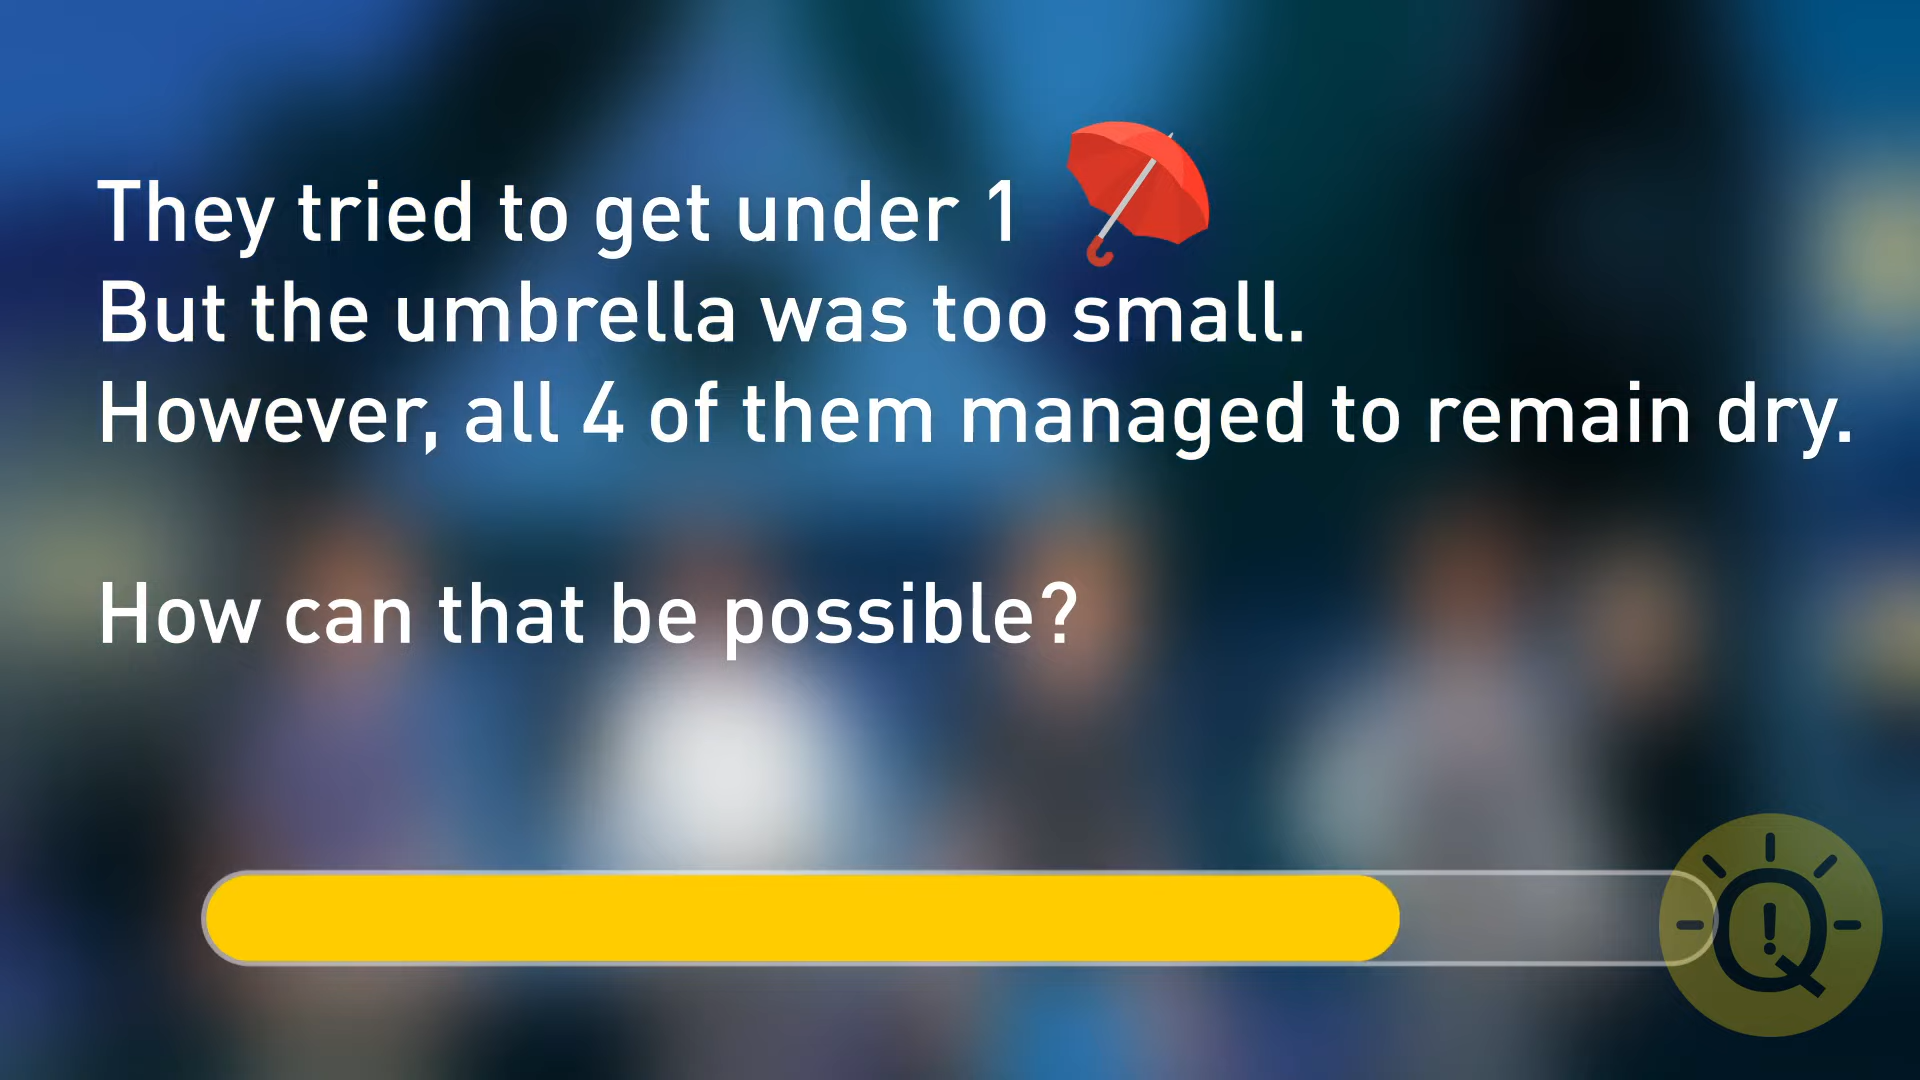 They tried to get under 1
But the umbrella was too small.
However, all 4 of them managed to remain dry.
How can that be possible?
Q!